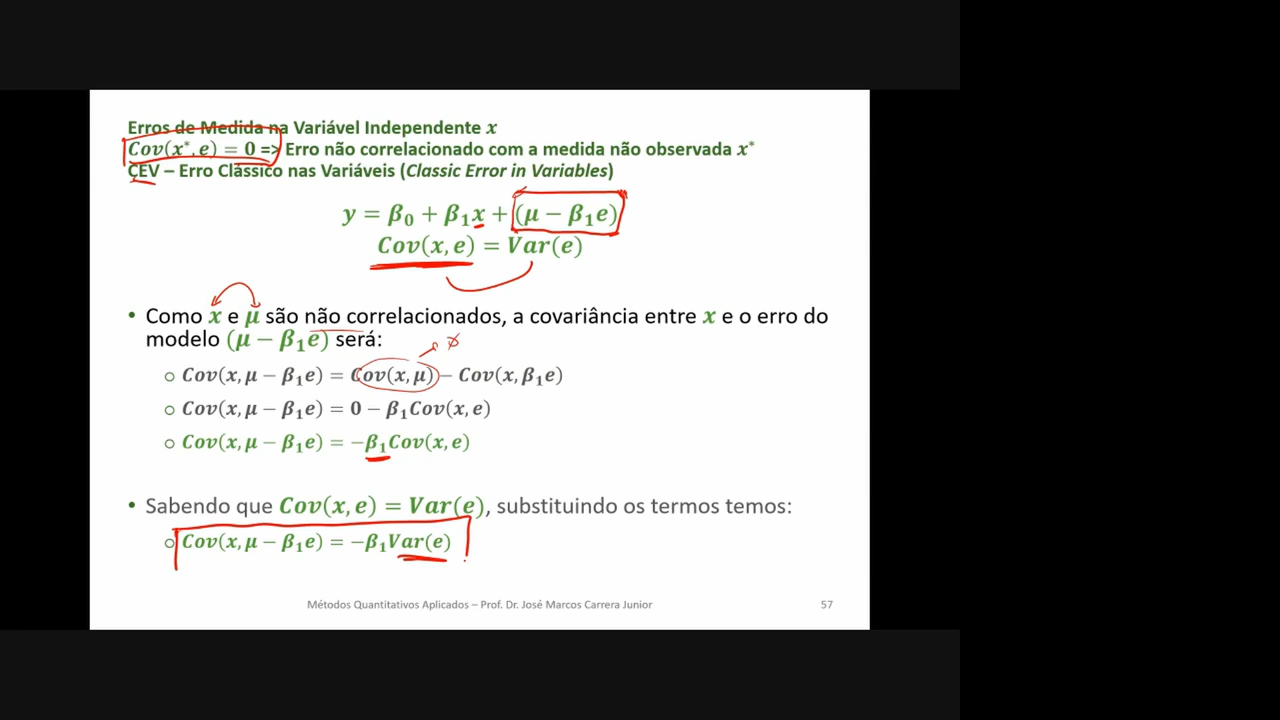 Erros de Medida na Variável Independente x
Cov(x*, e) = 0 => Erro não correlacionado com a medida não observada x*
CEV – Erro Clássico nas Variáveis (Classic Error in Variables)
y = β₀ + β₁x + (μ − β₁e)
Cov(x, e) = Var(e)
• Como x e μ são não correlacionados, a covariância entre x e o erro do
modelo (μ − β₁e) será:
○ Cov(x, μ − β₁e) = Cov(x, μ) − Cov(x, β₁e)
○ Cov(x, μ − β₁e) = 0 − β₁Cov(x, e)
○ Cov(x, μ − β₁e) = −β₁Cov(x, e)
• Sabendo que Cov(x, e) = Var(e), substituindo os termos temos:
○ Cov(x, μ − β₁e) = −β₁Var(e)
Métodos Quantitativos Aplicados – Prof. Dr. José Marcos Carrera Junior
57